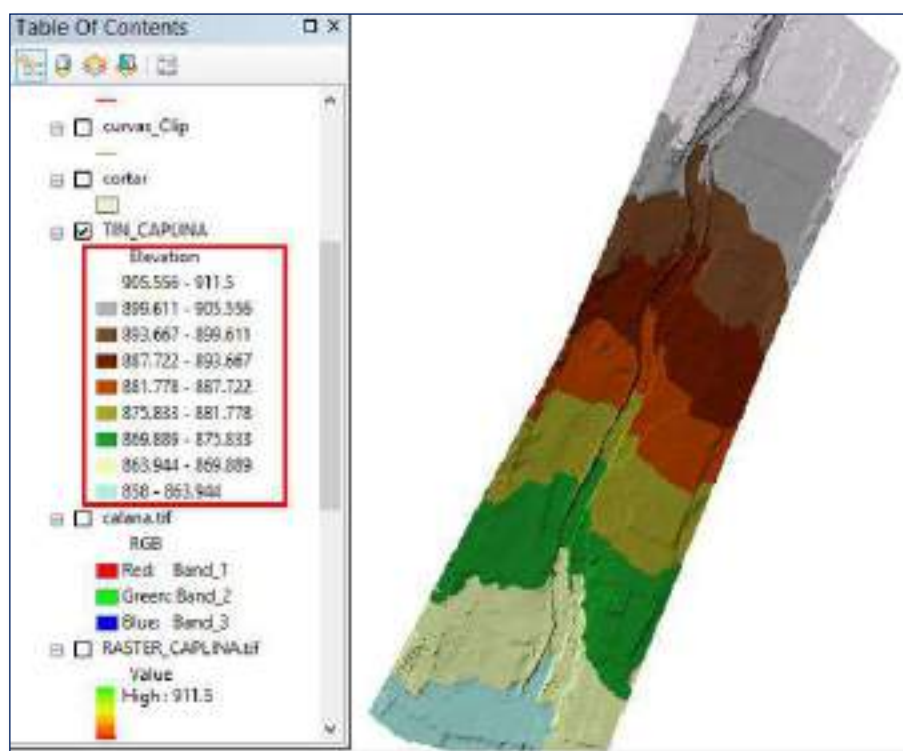 Table Of Contents
curvas_Clip
cortar
TIN_CAPLINA
Elevation
905.556 - 911.5
899.611 - 905.556
893.667 - 899.611
887.722 - 893.667
881.778 - 887.722
875.833 - 881.778
869.889 - 875.833
863.944 - 869.889
858 - 863.944
calana.tif
RGB
Red: Band_1
Green: Band_2
Blue: Band_3
RASTER_CAPLINA.tif
Value
High : 911.5